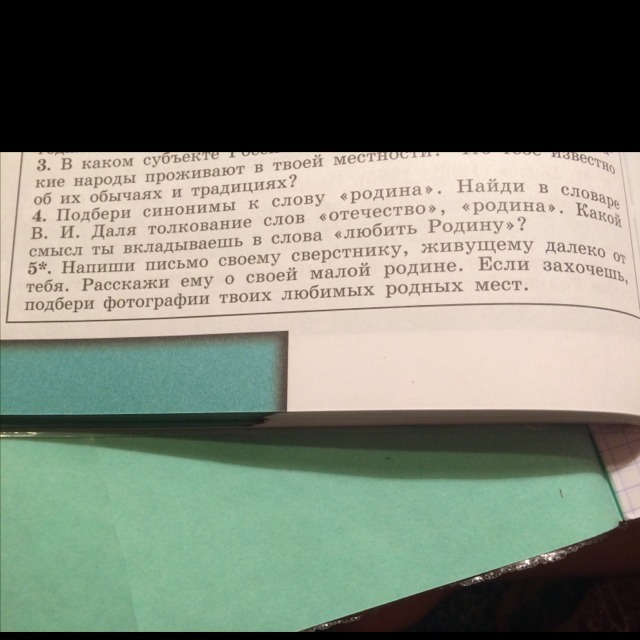 3. В каком субъекте
кие народы проживают в твоей местности? известно
об их обычаях и традициях?
4. Подбери синонимы к слову «родина». Найди в словаре
В. И. Даля толкование слов «отечество», «родина». Какой
смысл ты вкладываешь в слова «любить Родину»?
5*. Напиши письмо своему сверстнику, живущему далеко от
тебя. Расскажи ему о своей малой родине. Если захочешь,
подбери фотографии твоих любимых родных мест.